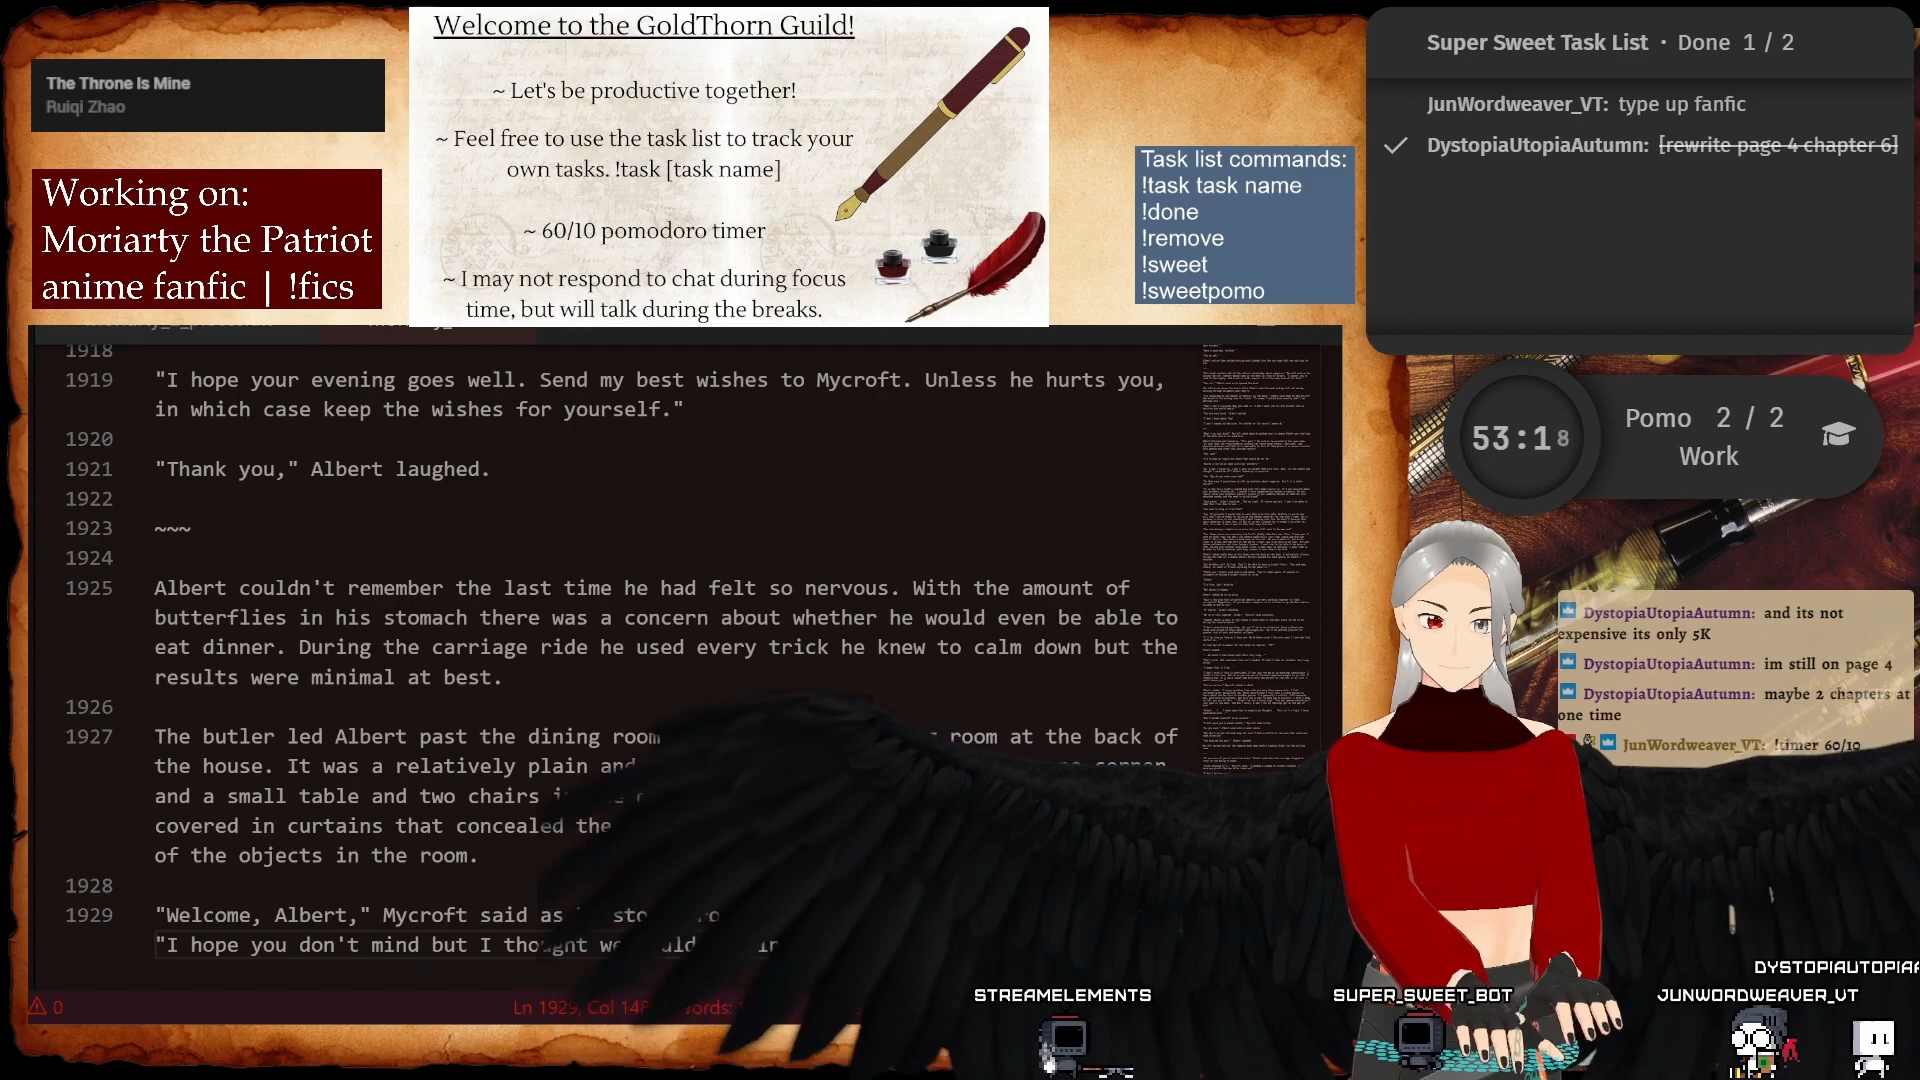 The Throne Is Mine
Ruiqi Zhao
Working on:
Moriarty the Patriot
anime fanfic | !fics
Welcome to the GoldThorn Guild!
~ Let's be productive together!
~ Feel free to use the task list to track your
own tasks. !task [task name]
~ 60/10 pomodoro timer
~ I may not respond to chat during focus
time, but will talk during the breaks.
Task list commands:
!task task name
!done
!remove
!sweet
!sweetpomo
Super Sweet Task List · Done 1 / 2
JunWordweaver_VT: type up fanfic
DystopiaUtopiaAutumn: [rewrite page 4 chapter 6]
53:18
Pomo 2 / 2
Work
1918
1919 "I hope your evening goes well. Send my best wishes to Mycroft. Unless he hurts you,
in which case keep the wishes for yourself."
1920
1921 "Thank you," Albert laughed.
1922
1923 ~~~
1924
1925 Albert couldn't remember the last time he had felt so nervous. With the amount of
butterflies in his stomach there was a concern about whether he would even be able to
eat dinner. During the carriage ride he used every trick he knew to calm down but the
results were minimal at best.
1926
1927 The butler led Albert past the dining room room at the back of
the house. It was a relatively plain and
and a small table and two chairs
covered in curtains that concealed the
of the objects in the room.
1928
1929 "Welcome, Albert," Mycroft said as
"I hope you don't mind but I thought
0
Ln 1929, Col 148
DystopiaUtopiaAutumn: and its not
expensive its only 5K
DystopiaUtopiaAutumn: im still on page 4
DystopiaUtopiaAutumn: maybe 2 chapters at
one time
JunWordweaver_VT: !timer 60/10
DYSTOPIAUTOPIA
STREAMELEMENTS
SUPER_SWEET_BOT
JUNWORDWEAVER_VT